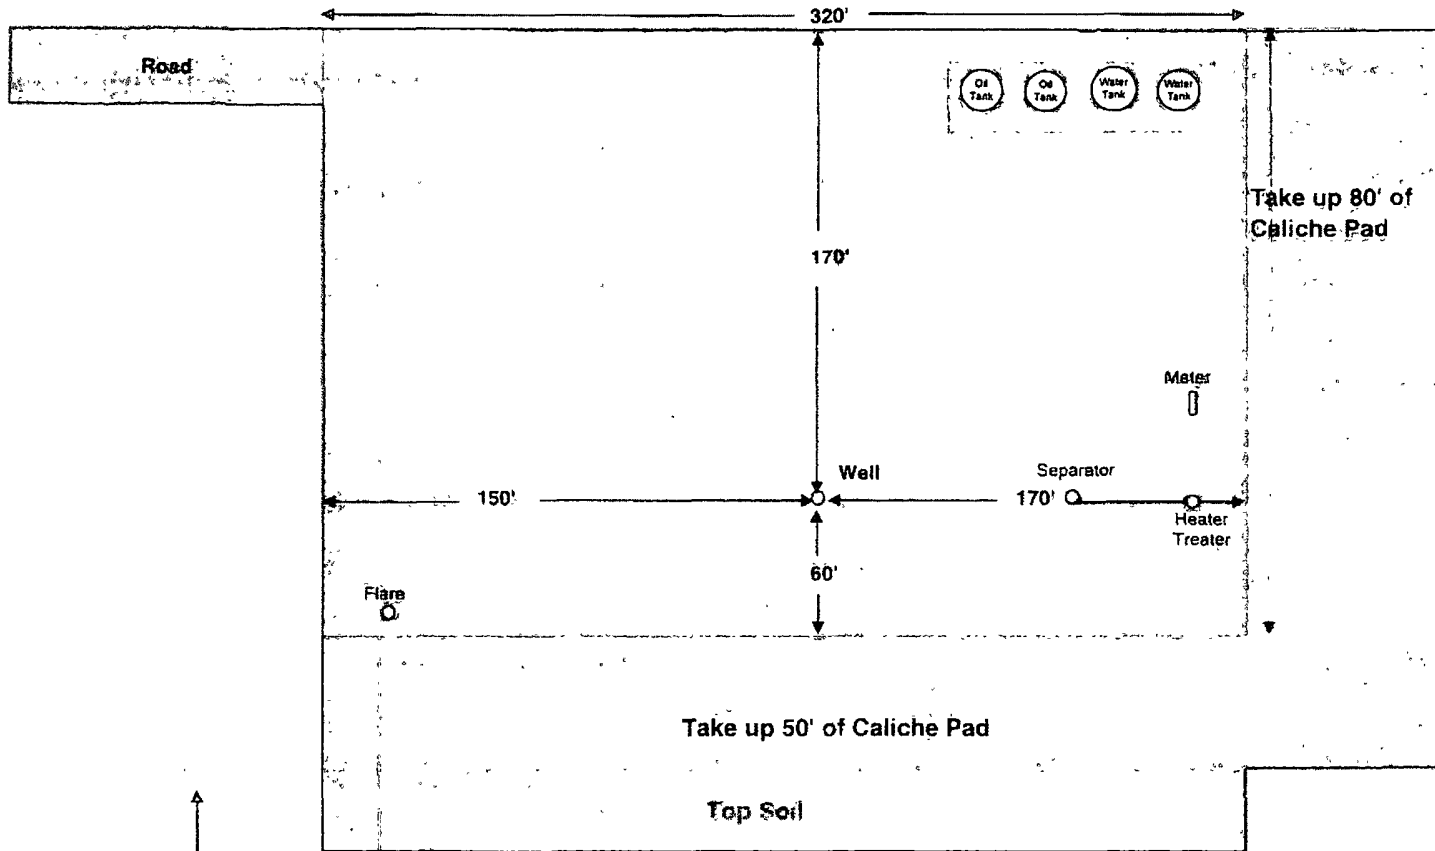 320'
Road
Oil
Tank
Oil
Tank
Water
Tank
Water
Tank
Take up 80' of
Caliche Pad
170'
Meter
Well
Separator
150'
170'
Heater
Treater
60'
Flare
Take up 50' of Caliche Pad
Top Soil